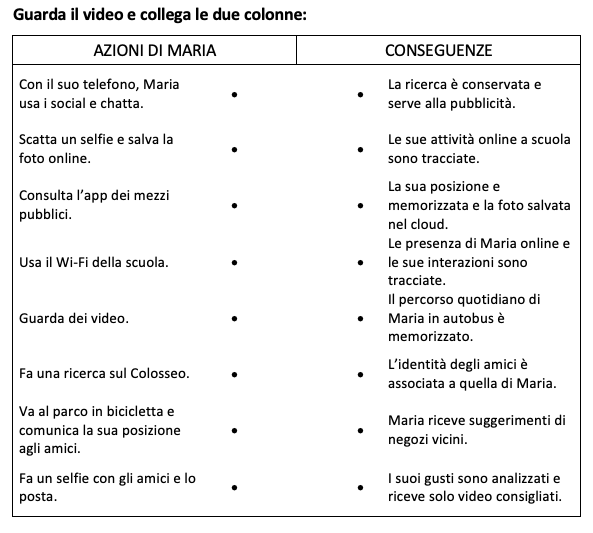 Guarda il video e collega le due colonne:
AZIONI DI MARIA
CONSEGUENZE
Con il suo telefono, Maria
usa i social e chatta.
La ricerca è conservata e
serve alla pubblicità.
Scatta un selfie e salva la
foto online.
Le sue attività online a scuola
sono tracciate.
Consulta l'app dei mezzi
pubblici.
La sua posizione e
memorizzata e la foto salvata
nel cloud.
Usa il Wi-Fi della scuola.
Le presenza di Maria online e
le sue interazioni sono
tracciate.
Guarda dei video.
Il percorso quotidiano di
Maria in autobus è
memorizzato.
Fa una ricerca sul Colosseo.
L'identità degli amici è
associata a quella di Maria.
Va al parco in bicicletta e
comunica la sua posizione
agli amici.
Maria riceve suggerimenti di
negozi vicini.
Fa un selfie con gli amici e lo
posta.
I suoi gusti sono analizzati e
riceve solo video consigliati.